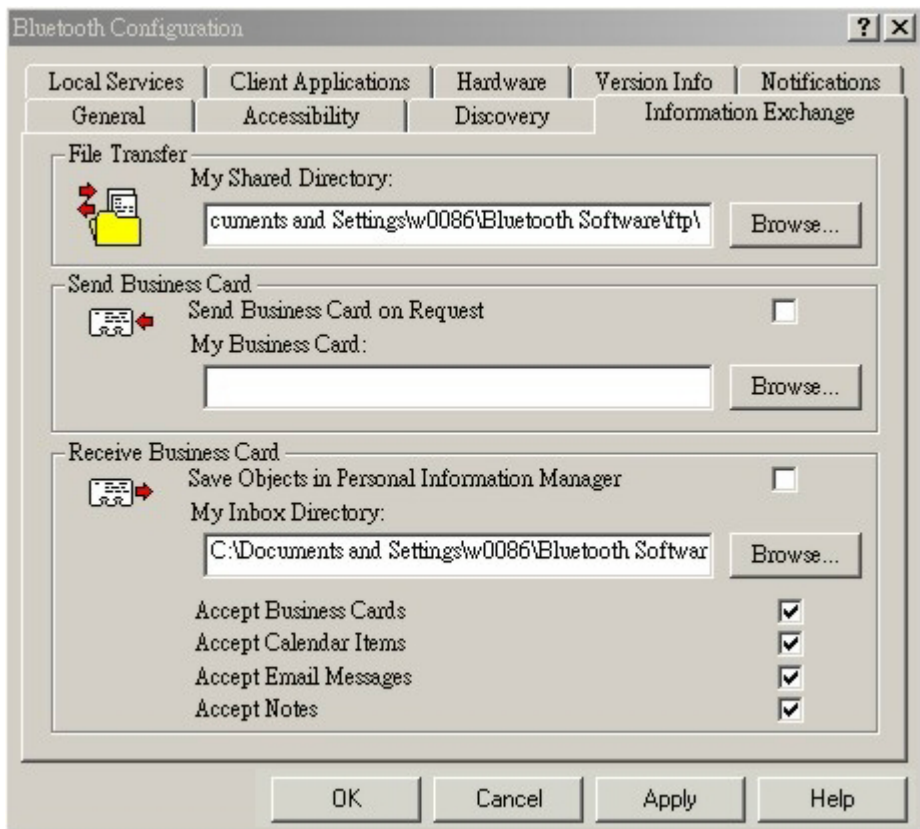 Bluetooth Configuration
Local Services Client Applications Hardware Version Info Notifications
General Accessibility Discovery Information Exchange
File Transfer
My Shared Directory:
cuments and Settings\w0086\Bluetooth Software\ftp\ Browse...
Send Business Card
Send Business Card on Request
My Business Card:
Browse...
Receive Business Card
Save Objects in Personal Information Manager
My Inbox Directory:
C:\Documents and Settings\w0086\Bluetooth Softwar Browse...
Accept Business Cards
Accept Calendar Items
Accept Email Messages
Accept Notes
OK Cancel Apply Help